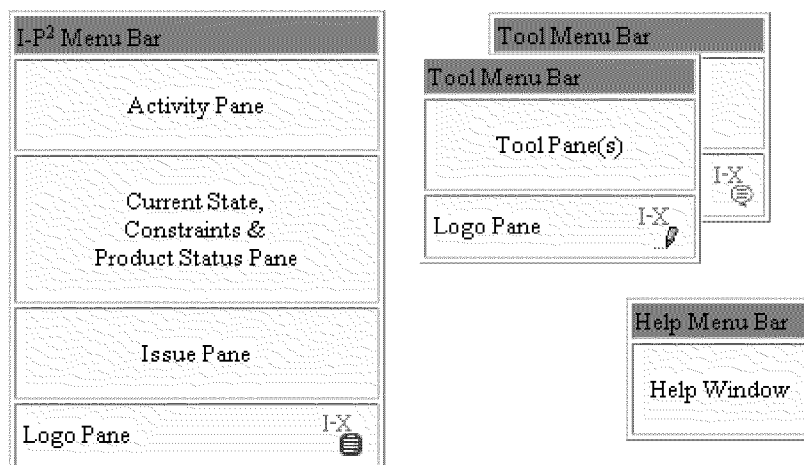 I-P² Menu Bar
Activity Pane
Current State,
Constraints &
Product Status Pane
Issue Pane
Logo Pane
I-X
Tool Menu Bar
I-X
Tool Menu Bar
Tool Pane(s)
Logo Pane
I-X
Help Menu Bar
Help Window